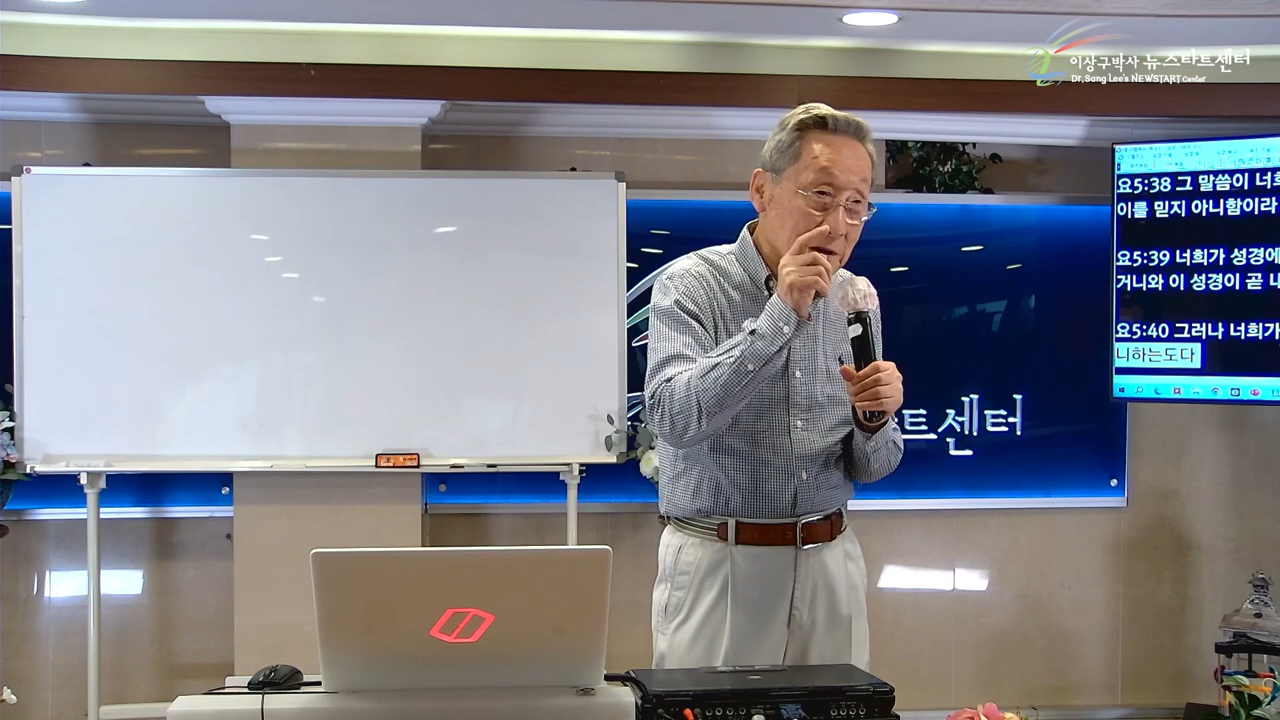 이상구박사 뉴스타트센터
Dr. Sang Lee's NEWSTART Center
요5:38 그 말씀이 너희
이를 믿지 아니함이라
요5:39 너희가 성경에
거니와 이 성경이 곧 내
요5:40 그러나 너희가
니하는도다
스타트센터